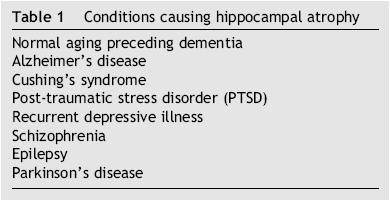 Table 1 Conditions causing hippocampal atrophy
Normal aging preceding dementia
Alzheimer's disease
Cushing's syndrome
Post-traumatic stress disorder (PTSD)
Recurrent depressive illness
Schizophrenia
Epilepsy
Parkinson's disease